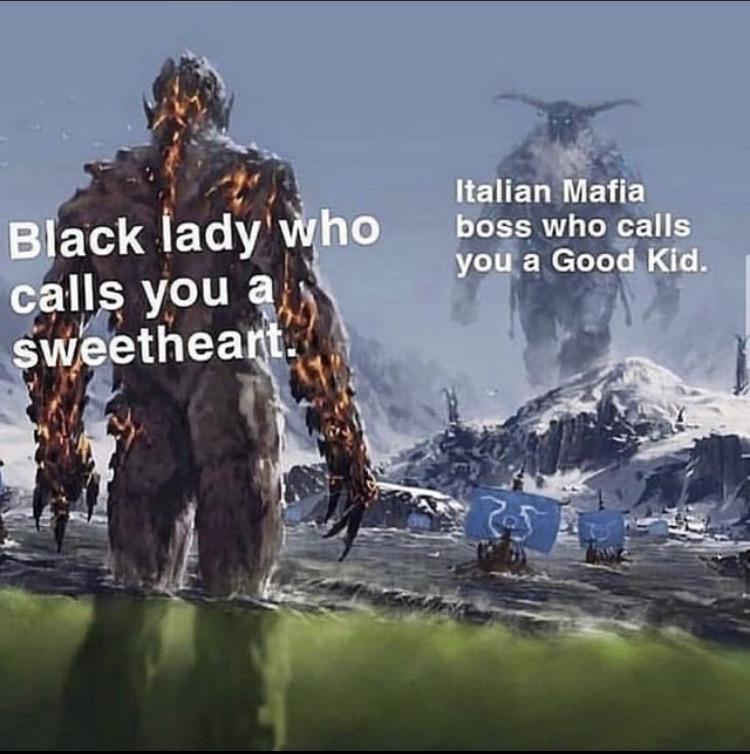 Black lady who
calls you a
sweetheart.
Italian Mafia
boss who calls
you a Good Kid.